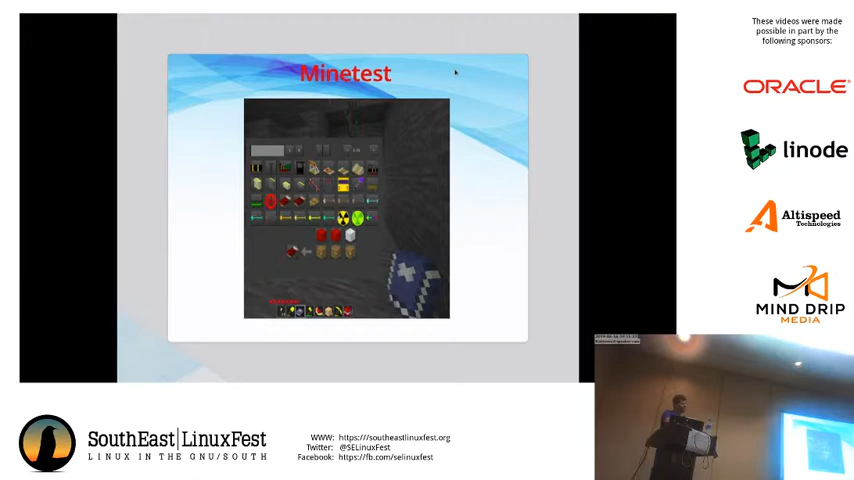 These videos were made
possible in part by the
following sponsors:
Minetest
ORACLE
linode
Altispeed
Technologies
MIND DRIP
MEDIA
SouthEast|LinuxFest
LINUX IN THE GNU/SOUTH
WWW: https://southeastlinuxfest.org
Twitter: @SELinuxFest
Facebook: https://fb.com/selinuxfest